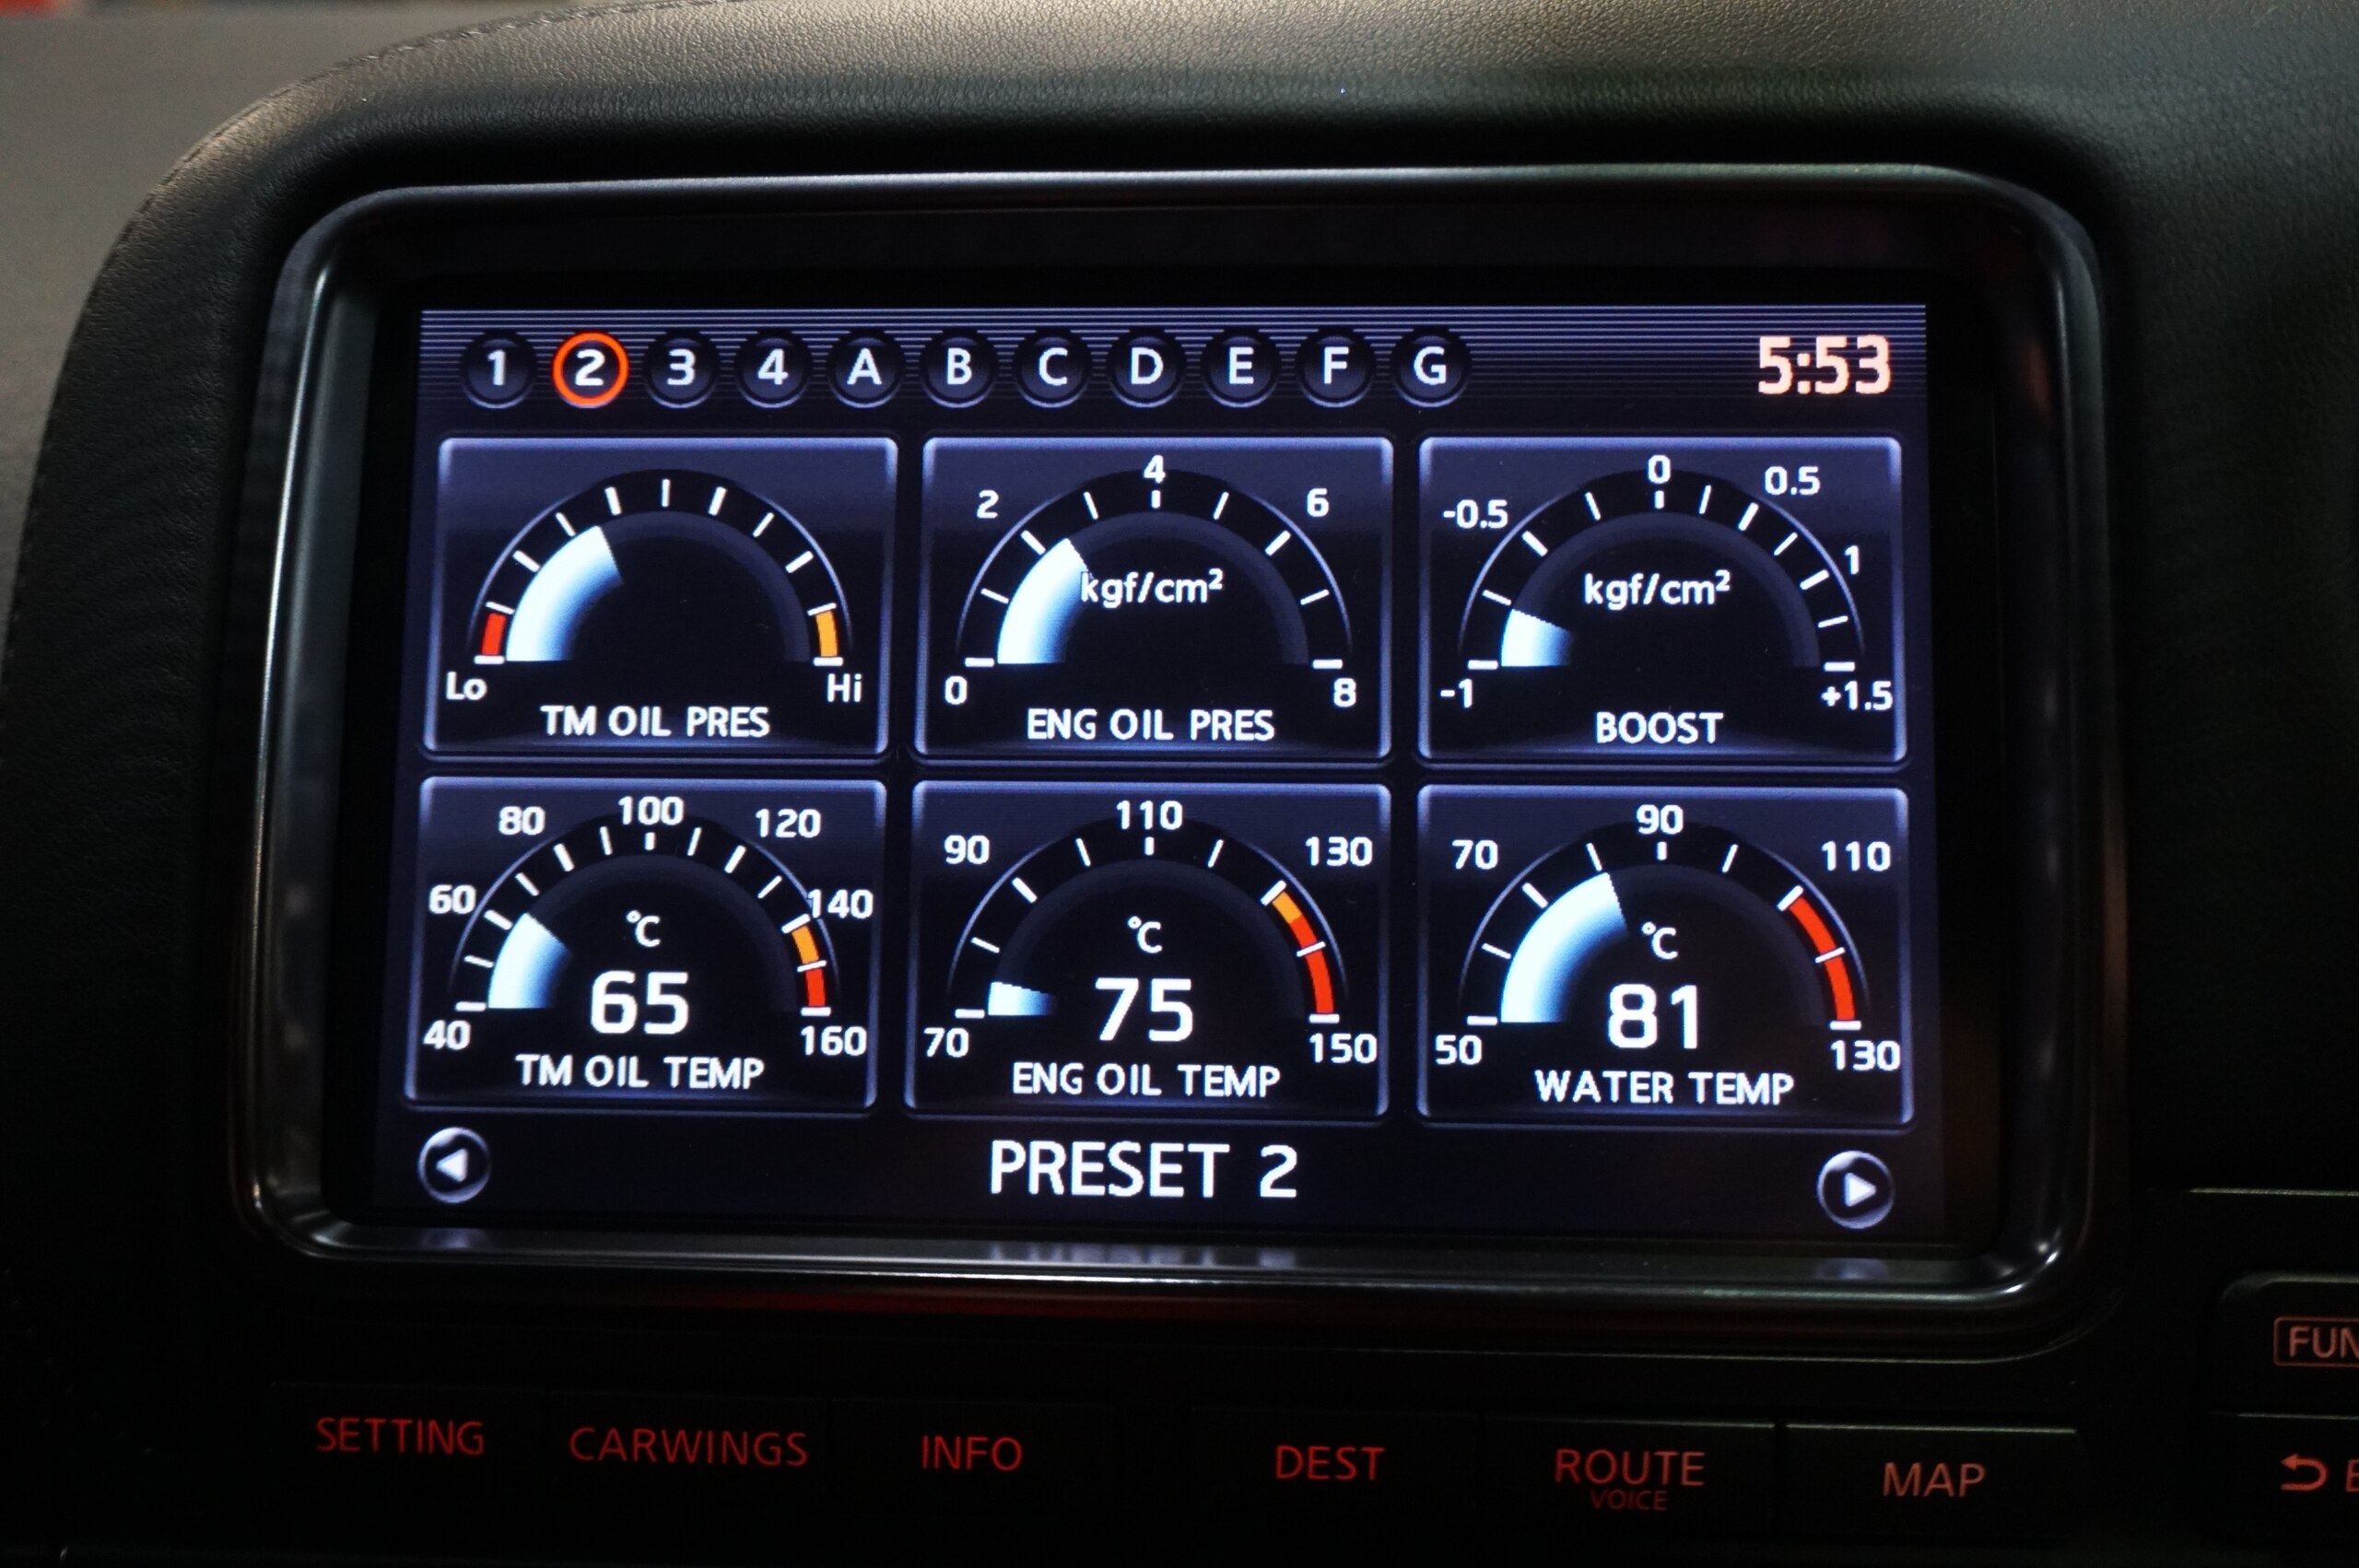 1 2 3 4 A B C D E F G 5:53
Lo Hi
TM OIL PRES
0 2 4 6 8
kgf/cm²
ENG OIL PRES
-1 -0.5 0 0.5 1 +1.5
kgf/cm²
BOOST
40 60 80 100 120 140 160
°C
65
TM OIL TEMP
70 90 110 130 150
°C
75
ENG OIL TEMP
50 70 90 110 130
°C
81
WATER TEMP
PRESET 2
FUN
SETTING CARWINGS INFO DEST ROUTE MAP
VOICE